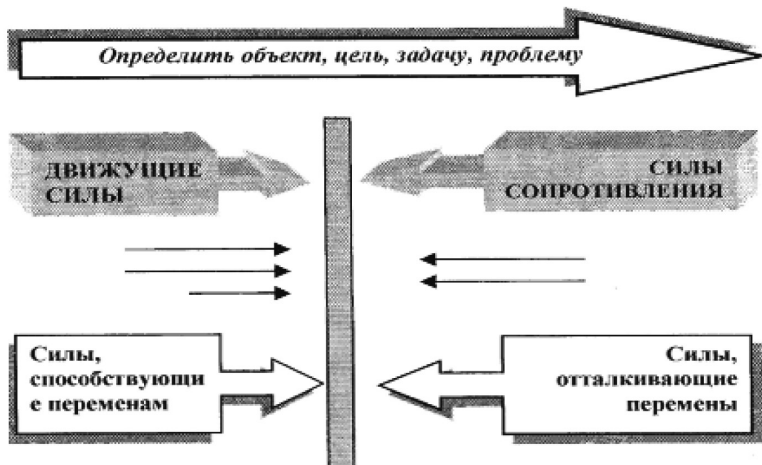 Определить объект, цель, задачу, проблему
ДВИЖУЩИЕ
СИЛЫ
СИЛЫ
СОПРОТИВЛЕНИЯ
Силы,
способствующи
е переменам
Силы,
отталкивающие
перемены